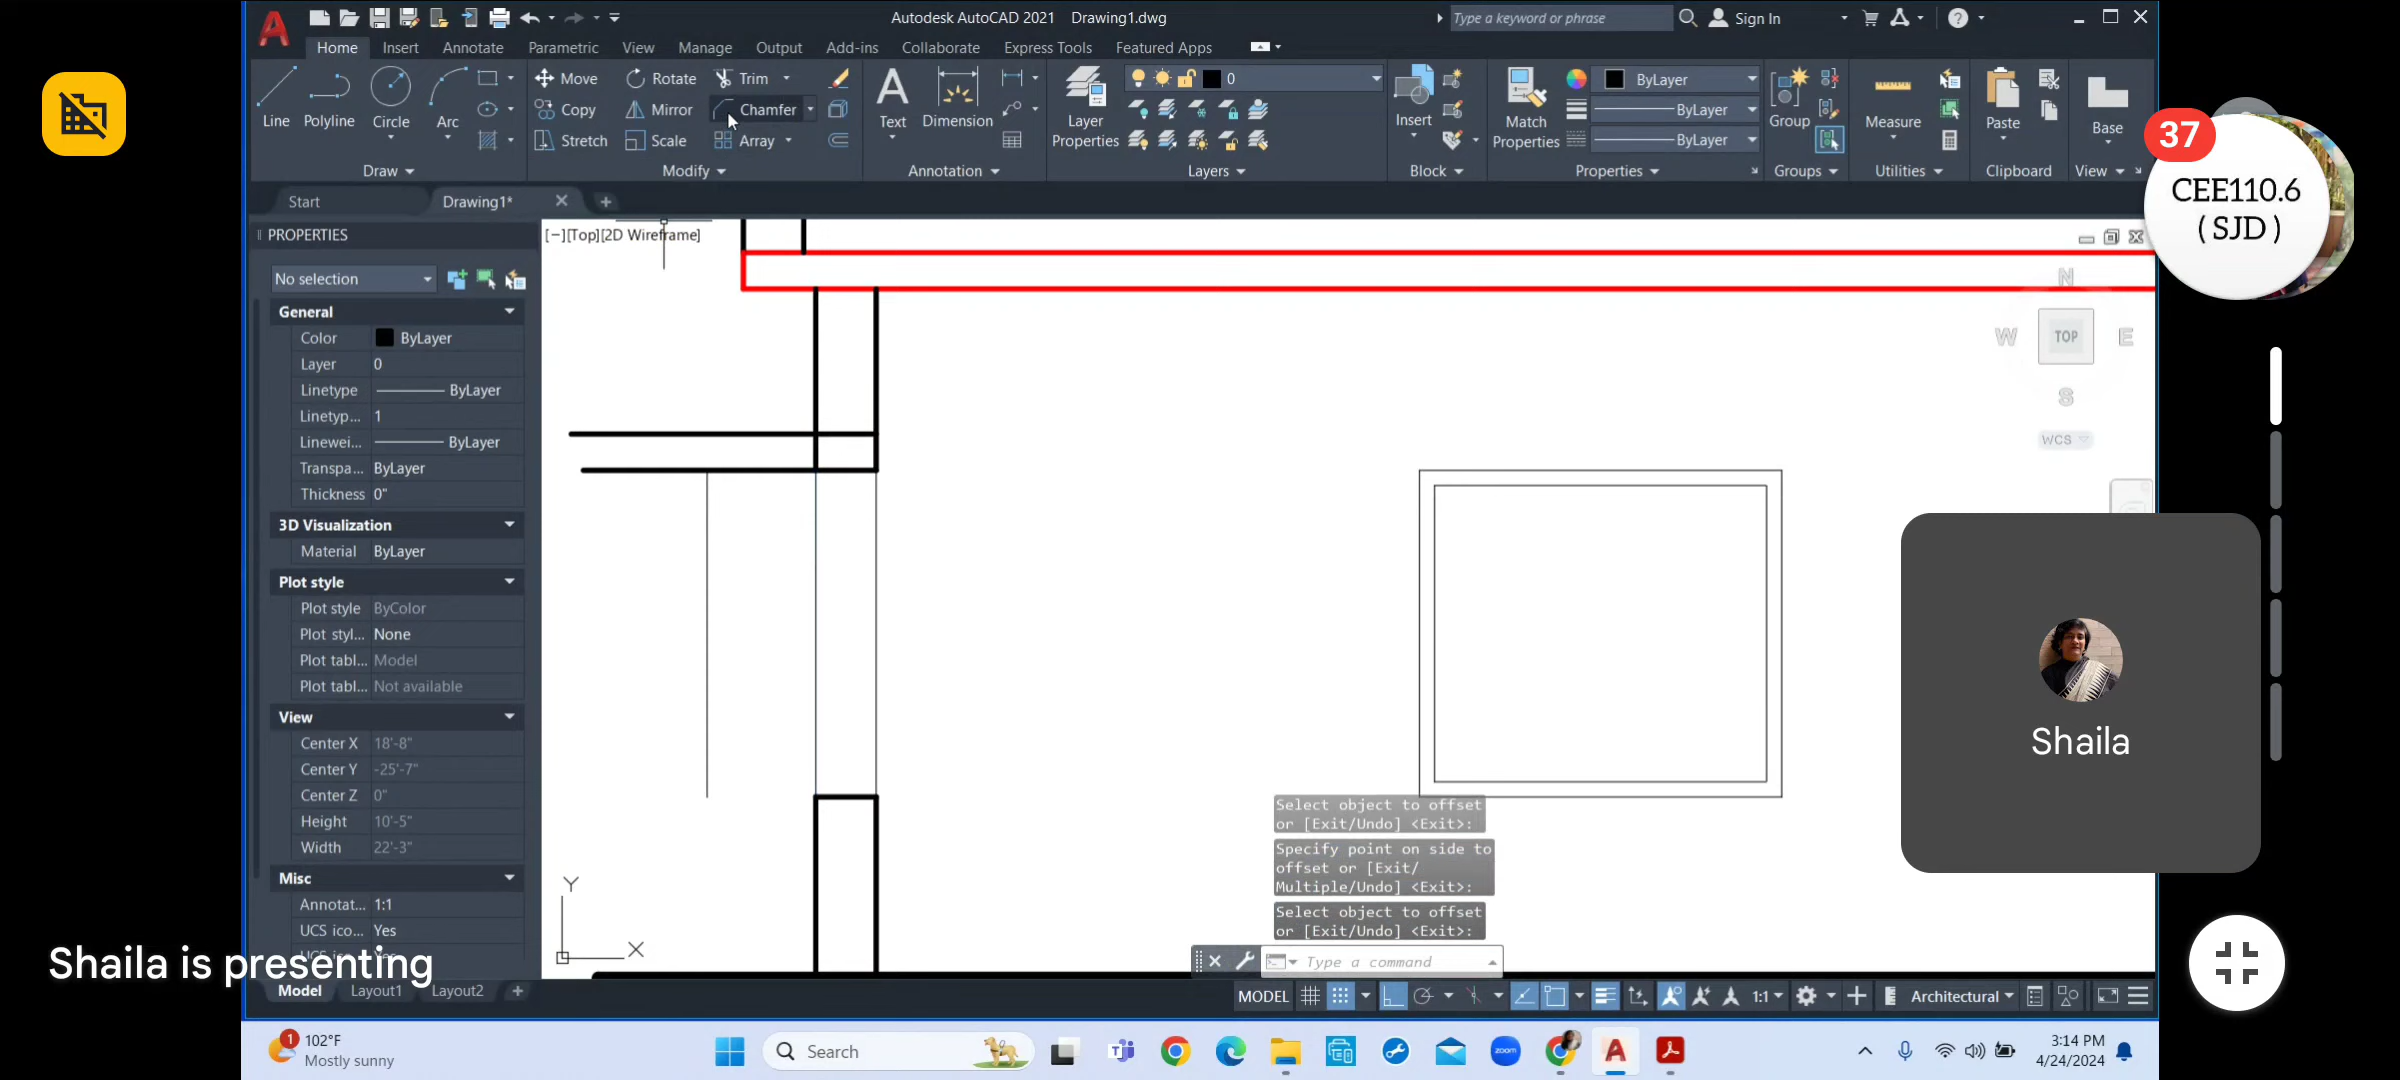 Autodesk AutoCAD 2021 Drawing1.dwg
Type a keyword or phrase
Sign In
Home Insert Annotate Parametric View Manage Output Add-ins Collaborate Express Tools Featured Apps
Line Polyline Circle Arc
Move Rotate Trim
Copy Mirror Chamfer
Stretch Scale Array
Text Dimension
Layer Properties
0
Insert
Match Properties
ByLayer
ByLayer
ByLayer
Group
Measure
Paste
Base
Draw Modify Annotation Layers Block Properties Groups Utilities Clipboard View
37
CEE110.6
( SJD )
Start Drawing1*
PROPERTIES
[−][Top][2D Wireframe]
No selection
General
Color ByLayer
Layer 0
Linetype ByLayer
Linetyp... 1
Linewei... ByLayer
Transpa... ByLayer
Thickness 0"
3D Visualization
Material ByLayer
Plot style
Plot style ByColor
Plot styl... None
Plot tabl... Model
Plot tabl... Not available
View
Center X 18'-8"
Center Y -25'-7"
Center Z 0"
Height 10'-5"
Width 22'-3"
Misc
Annotat... 1:1
UCS ico... Yes
N
W TOP E
S
WCS
Shaila
Select object to offset
or [Exit/Undo] <Exit>:
Specify point on side to
offset or [Exit/
Multiple/Undo] <Exit>:
Select object to offset
or [Exit/Undo] <Exit>:
Y
X
Type a command
Shaila is presenting
Model Layout1 Layout2
MODEL 1:1 Architectural
1
102°F
Mostly sunny
Search
zoom
3:14 PM
4/24/2024